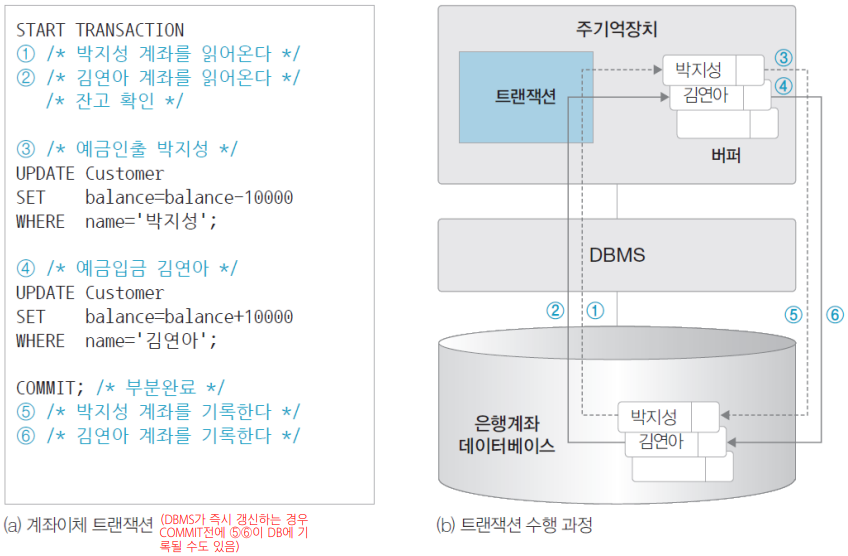 START TRANSACTION
① /* 박지성 계좌를 읽어온다 */
② /* 김연아 계좌를 읽어온다 */
/* 잔고 확인 */
③ /* 예금인출 박지성 */
UPDATE Customer
SET balance=balance-10000
WHERE name='박지성';
④ /* 예금입금 김연아 */
UPDATE Customer
SET balance=balance+10000
WHERE name='김연아';
COMMIT; /* 부분완료 */
⑤ /* 박지성 계좌를 기록한다 */
⑥ /* 김연아 계좌를 기록한다 */
(a) 계좌이체 트랜잭션
(DBMS가 즉시 갱신하는 경우
COMMIT전에 ⑤⑥이 DB에 기
록될 수도 있음)
주기억장치
트랜잭션
박지성
③
김연아
④
버퍼
DBMS
②
①
⑤
⑥
은행계좌
데이터베이스
박지성
김연아
(b) 트랜잭션 수행 과정